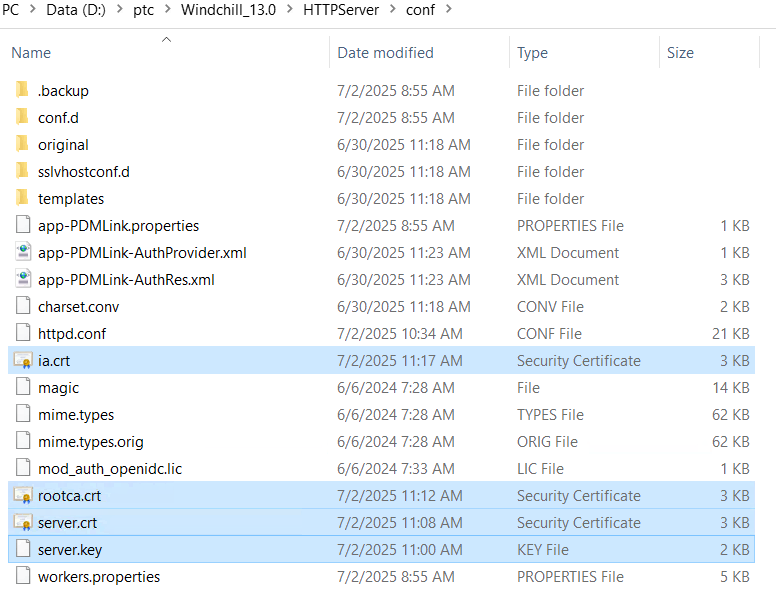 PC > Data (D:) > ptc > Windchill_13.0 > HTTPServer > conf >
Name Date modified Type Size
.backup 7/2/2025 8:55 AM File folder
conf.d 7/2/2025 8:55 AM File folder
original 6/30/2025 11:18 AM File folder
sslvhostconf.d 6/30/2025 11:18 AM File folder
templates 6/30/2025 11:18 AM File folder
app-PDMLink.properties 7/2/2025 8:55 AM PROPERTIES File 1 KB
app-PDMLink-AuthProvider.xml 6/30/2025 11:23 AM XML Document 1 KB
app-PDMLink-AuthRes.xml 6/30/2025 11:23 AM XML Document 3 KB
charset.conv 6/30/2025 11:18 AM CONV File 2 KB
httpd.conf 7/2/2025 10:34 AM CONF File 21 KB
ia.crt 7/2/2025 11:17 AM Security Certificate 3 KB
magic 6/6/2024 7:28 AM File 14 KB
mime.types 6/6/2024 7:28 AM TYPES File 62 KB
mime.types.orig 6/6/2024 7:28 AM ORIG File 62 KB
mod_auth_openidc.lic 6/6/2024 7:33 AM LIC File 1 KB
rootca.crt 7/2/2025 11:12 AM Security Certificate 3 KB
server.crt 7/2/2025 11:08 AM Security Certificate 3 KB
server.key 7/2/2025 11:00 AM KEY File 2 KB
workers.properties 7/2/2025 8:55 AM PROPERTIES File 5 KB